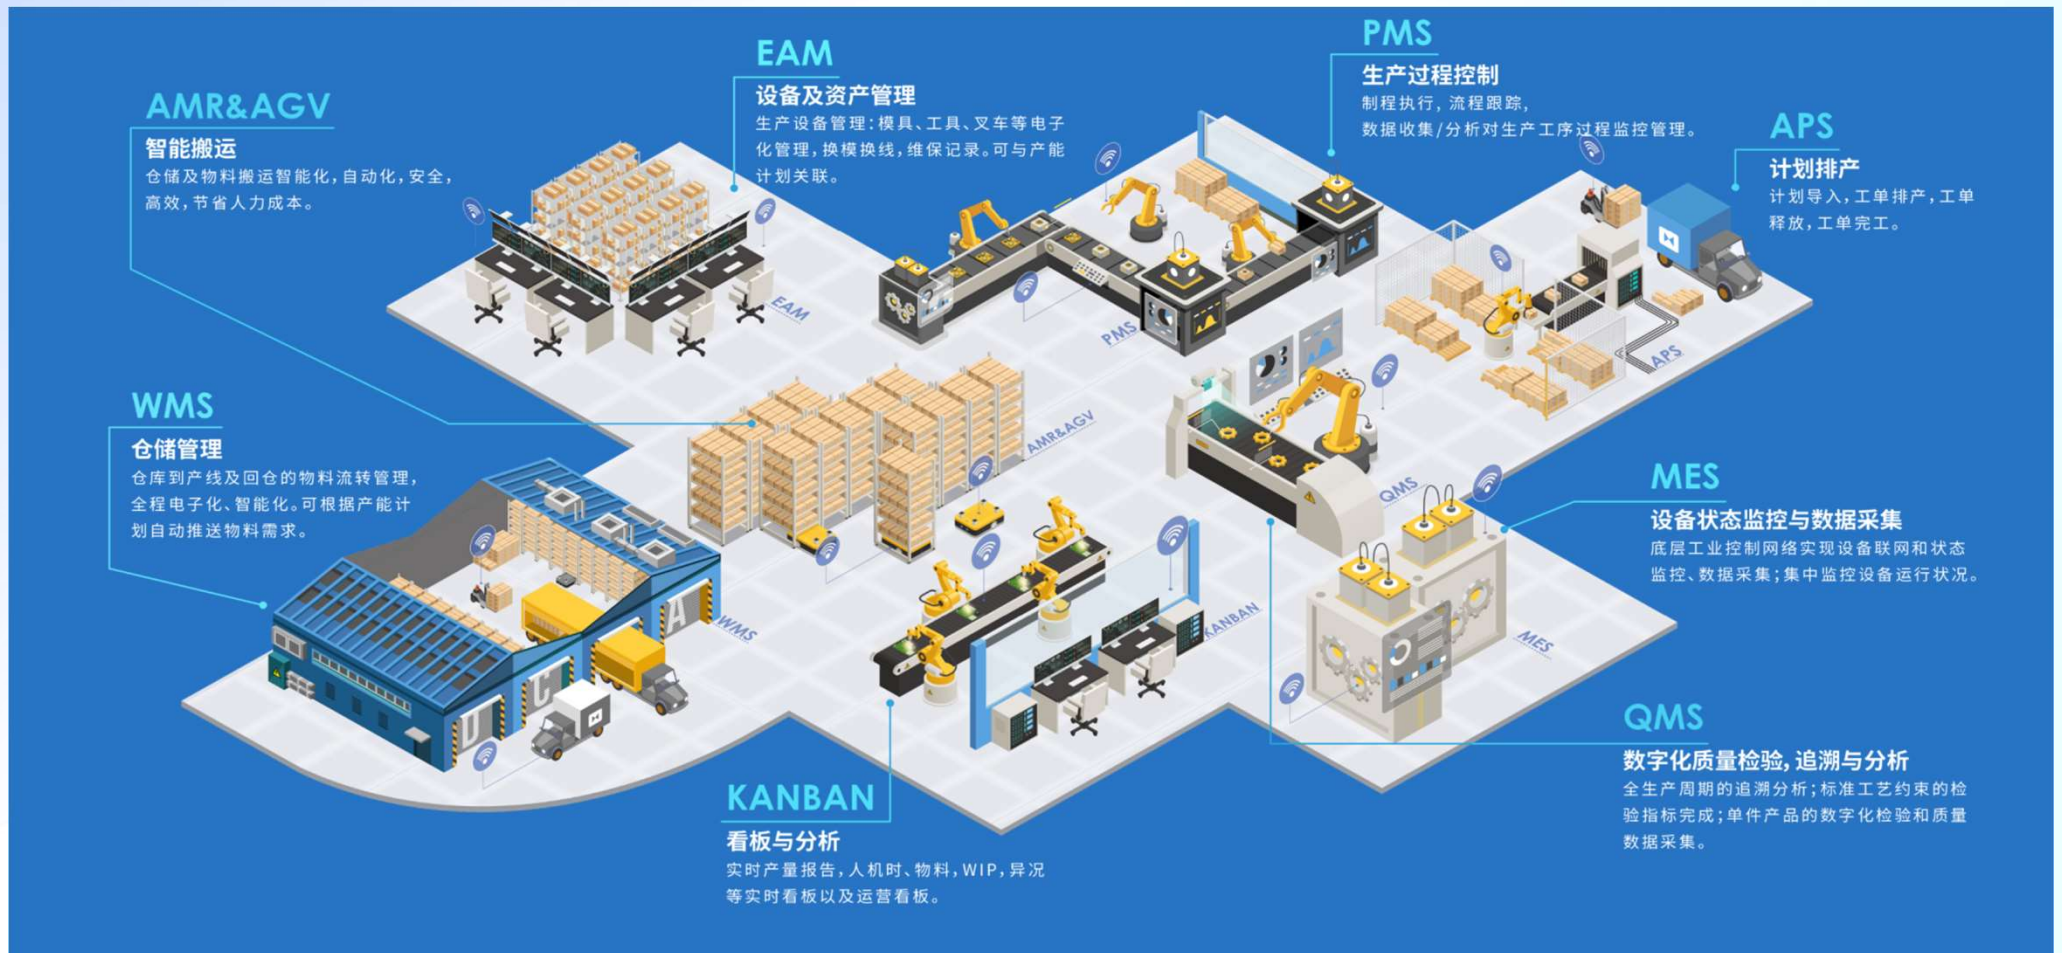 AMR&AGV
智能搬运
仓储及物料搬运智能化，自动化，安全，
高效，节省人力成本。
EAM
设备及资产管理
生产设备管理：模具、工具、叉车等电子
化管理，换模换线，维保记录。可与产能
计划关联。
PMS
生产过程控制
制程执行，流程跟踪，
数据收集/分析对生产工序过程监控管理。
APS
计划排产
计划导入，工单排产，工单
释放，工单完工。
WMS
仓储管理
仓库到产线及回仓的物料流转管理，
全程电子化、智能化。可根据产能计
划自动推送物料需求。
MES
设备状态监控与数据采集
底层工业控制网络实现设备联网和状态
监控、数据采集；集中监控设备运行状况。
QMS
数字化质量检验，追溯与分析
全生产周期的追溯分析；标准工艺约束的检
验指标完成；单件产品的数字化检验和质量
数据采集。
KANBAN
看板与分析
实时产量报告，人机时、物料，WIP，异况
等实时看板以及运营看板。
EAM
PMS
APS
AMR&AGV
QMS
WMS
KANBAN
MES
A
C
D